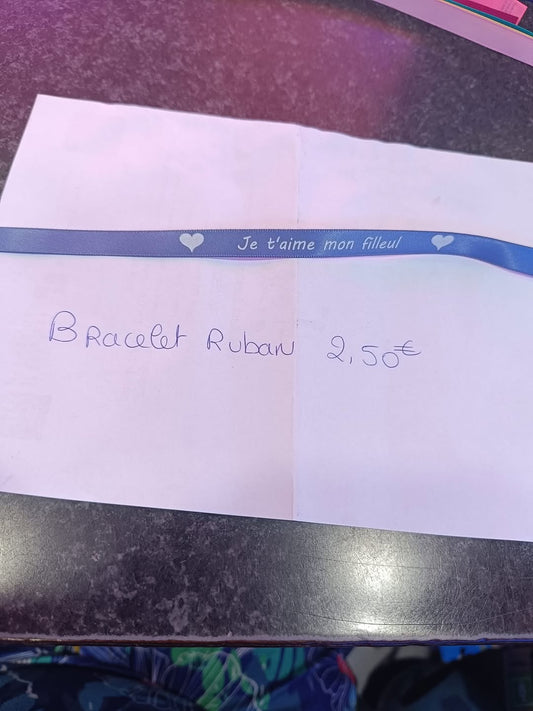 Je t'aime mon filleul
Bracelet Ruban 2,50€